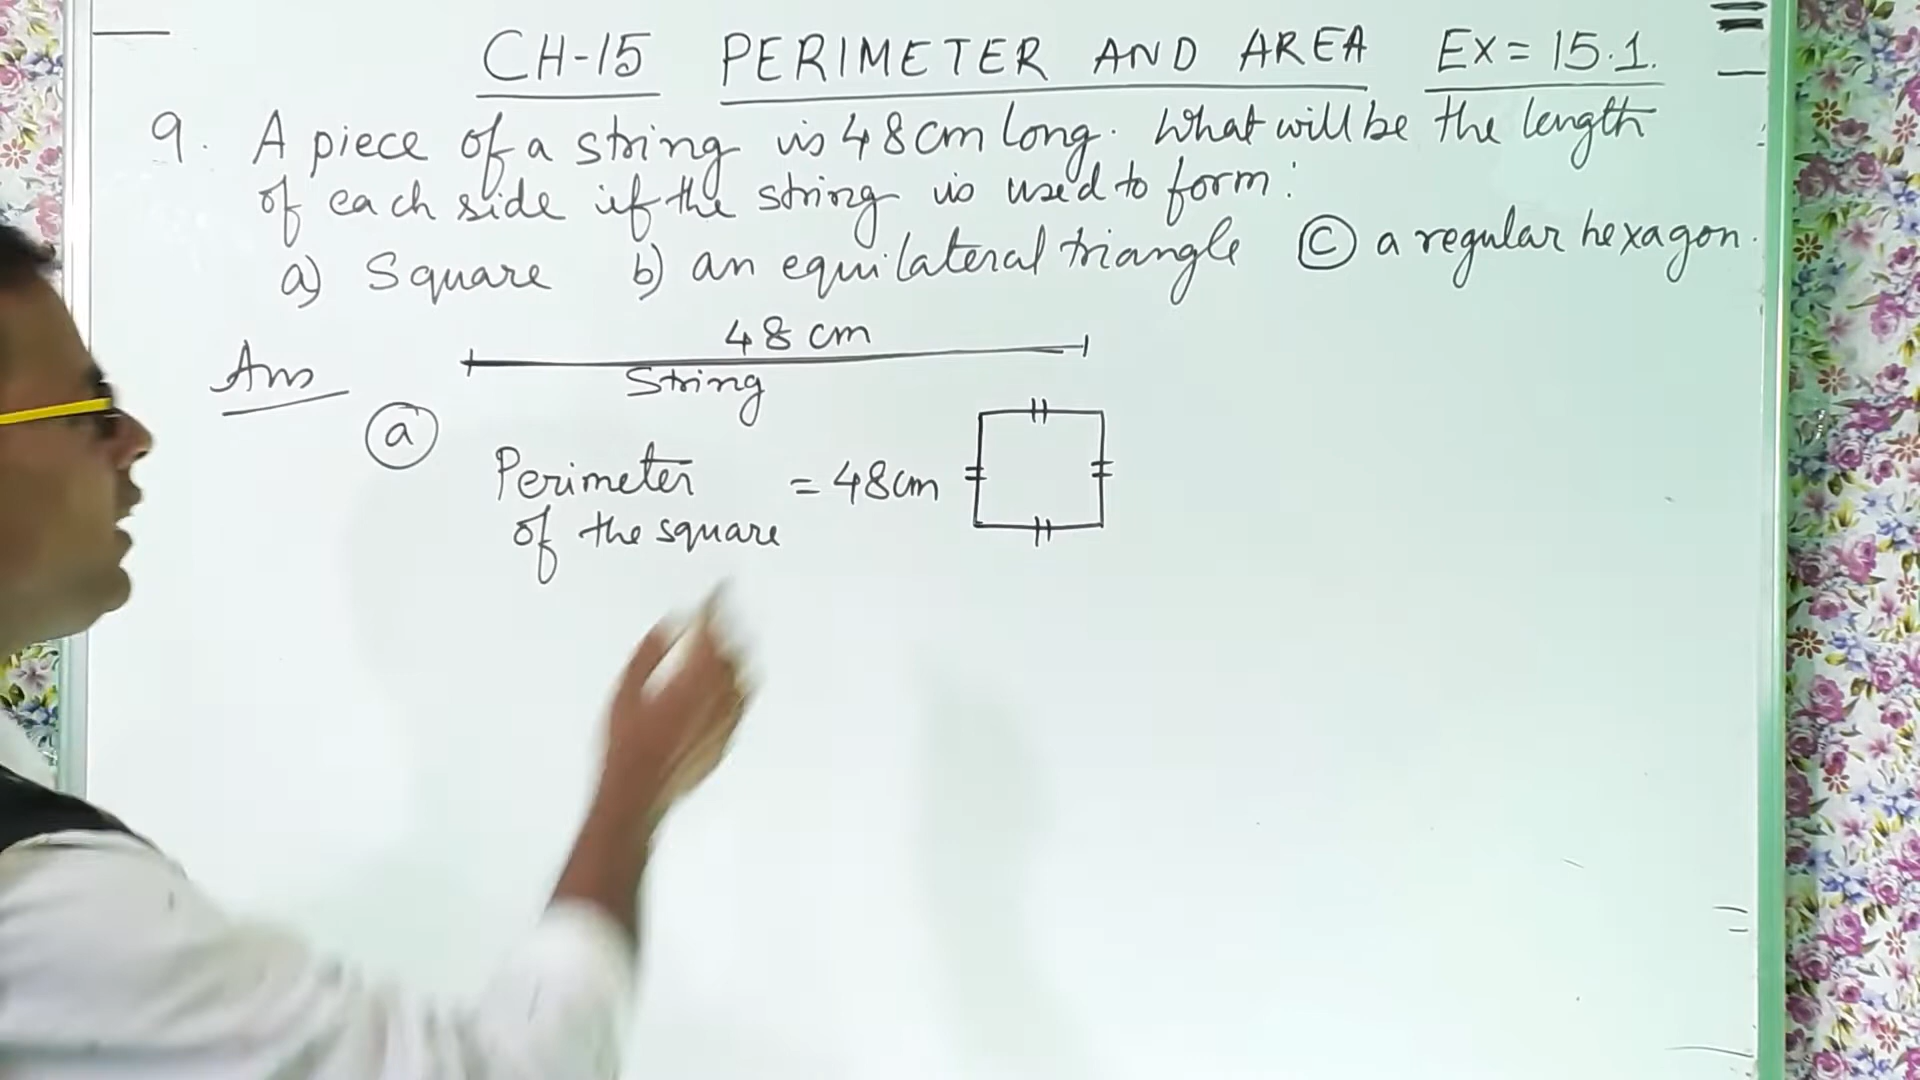 CH-15 PERIMETER AND AREA Ex = 15.1.
9. A piece of a string is 48cm long. What will be the length
of each side if the string is used to form:
a) Square b) an equilateral triangle (C) a regular hexagon.
48 cm
Ans
String
(a)
Perimeter = 48cm
of the square